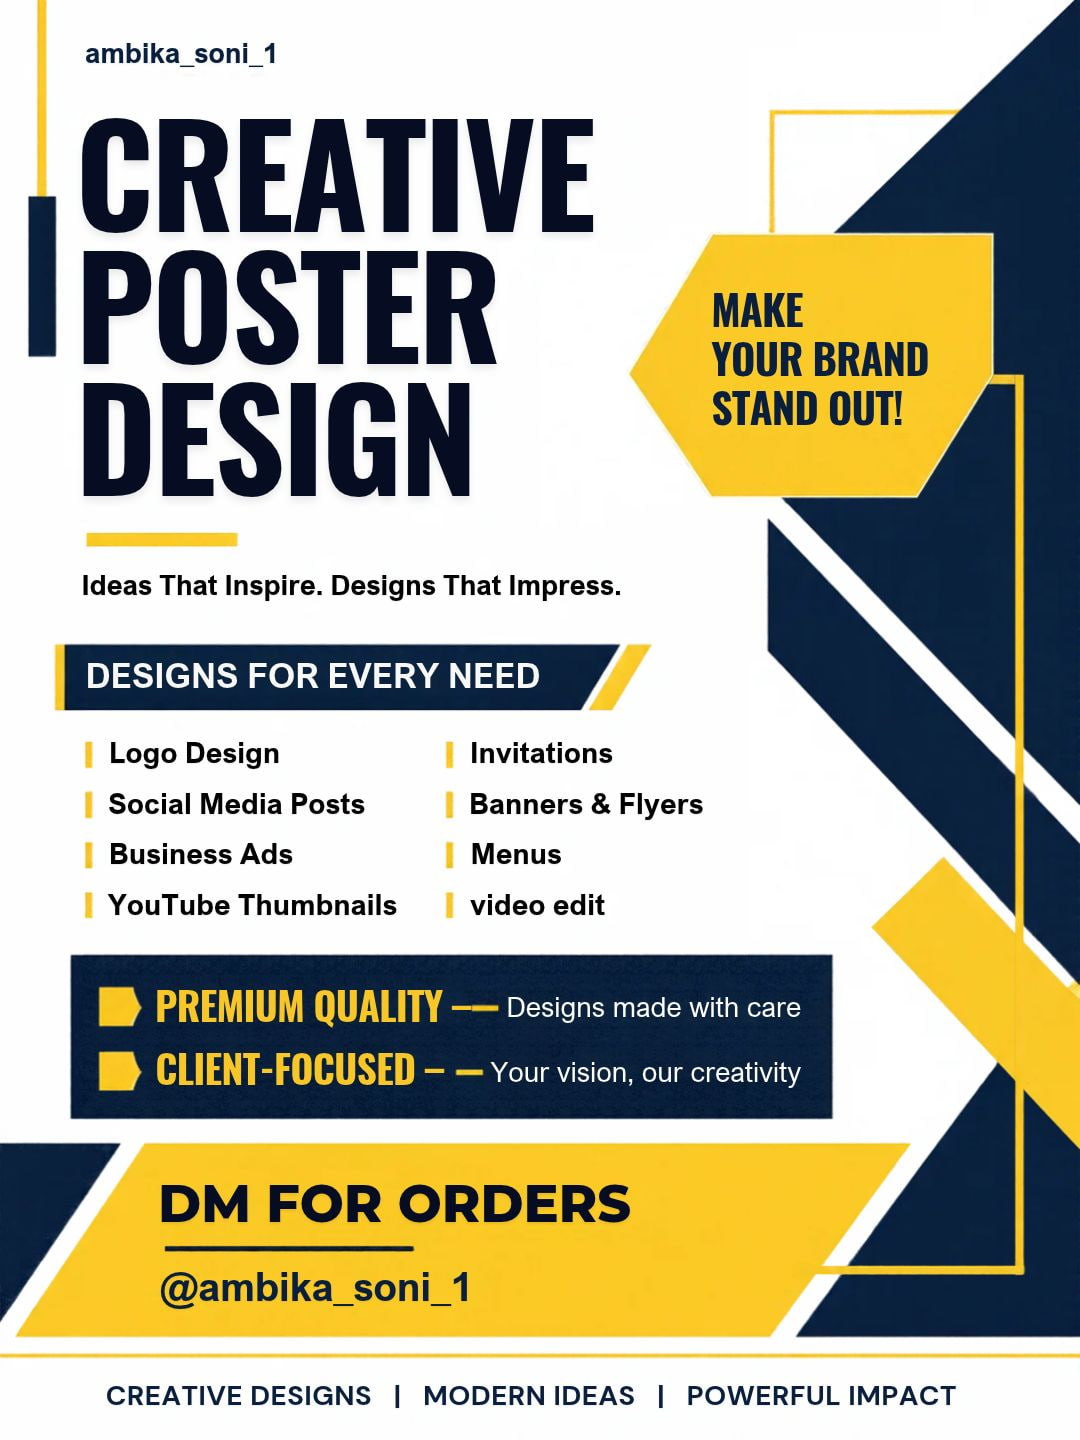 ambika_soni_1
CREATIVE
POSTER
DESIGN
MAKE
YOUR BRAND
STAND OUT!
Ideas That Inspire. Designs That Impress.
DESIGNS FOR EVERY NEED
Logo Design
Social Media Posts
Business Ads
YouTube Thumbnails
Invitations
Banners & Flyers
Menus
video edit
PREMIUM QUALITY –— Designs made with care
CLIENT-FOCUSED – — Your vision, our creativity
DM FOR ORDERS
@ambika_soni_1
CREATIVE DESIGNS | MODERN IDEAS | POWERFUL IMPACT